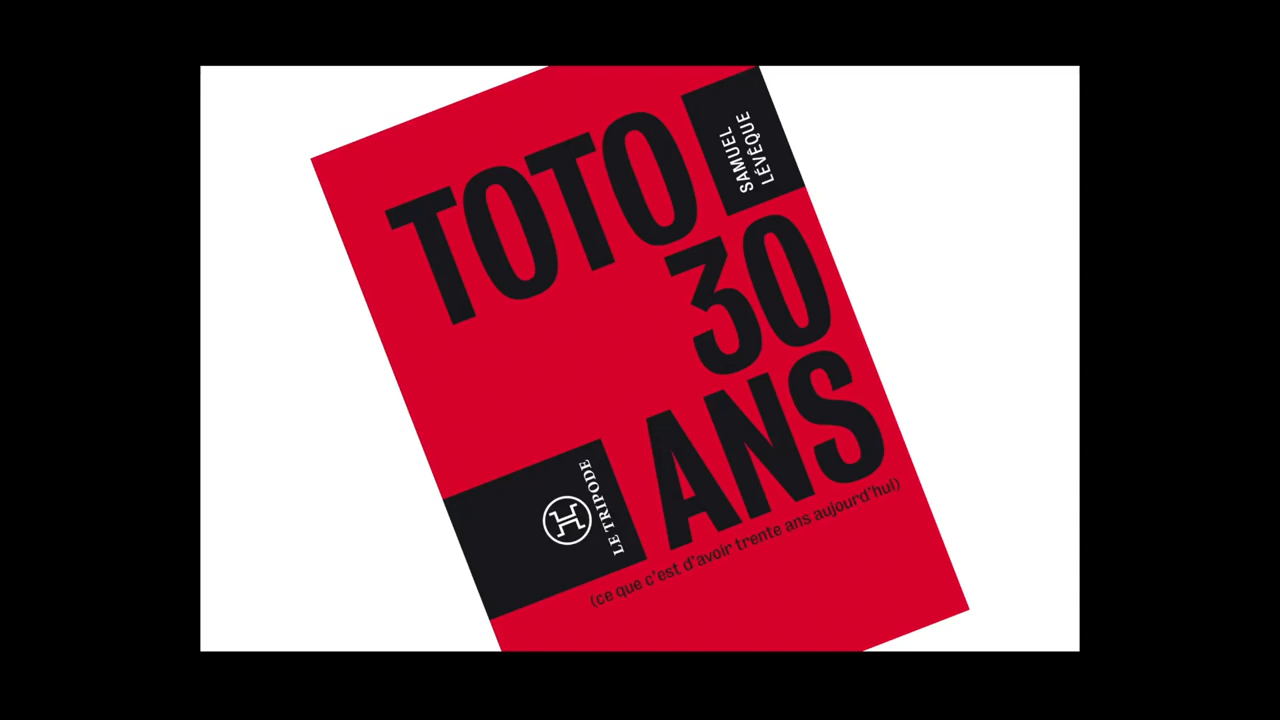 TOTO
30
ANS
(ce que c'est d'avoir trente ans aujourd'hui)
SAMUEL
LÉVÊQUE
LE TRIPODE